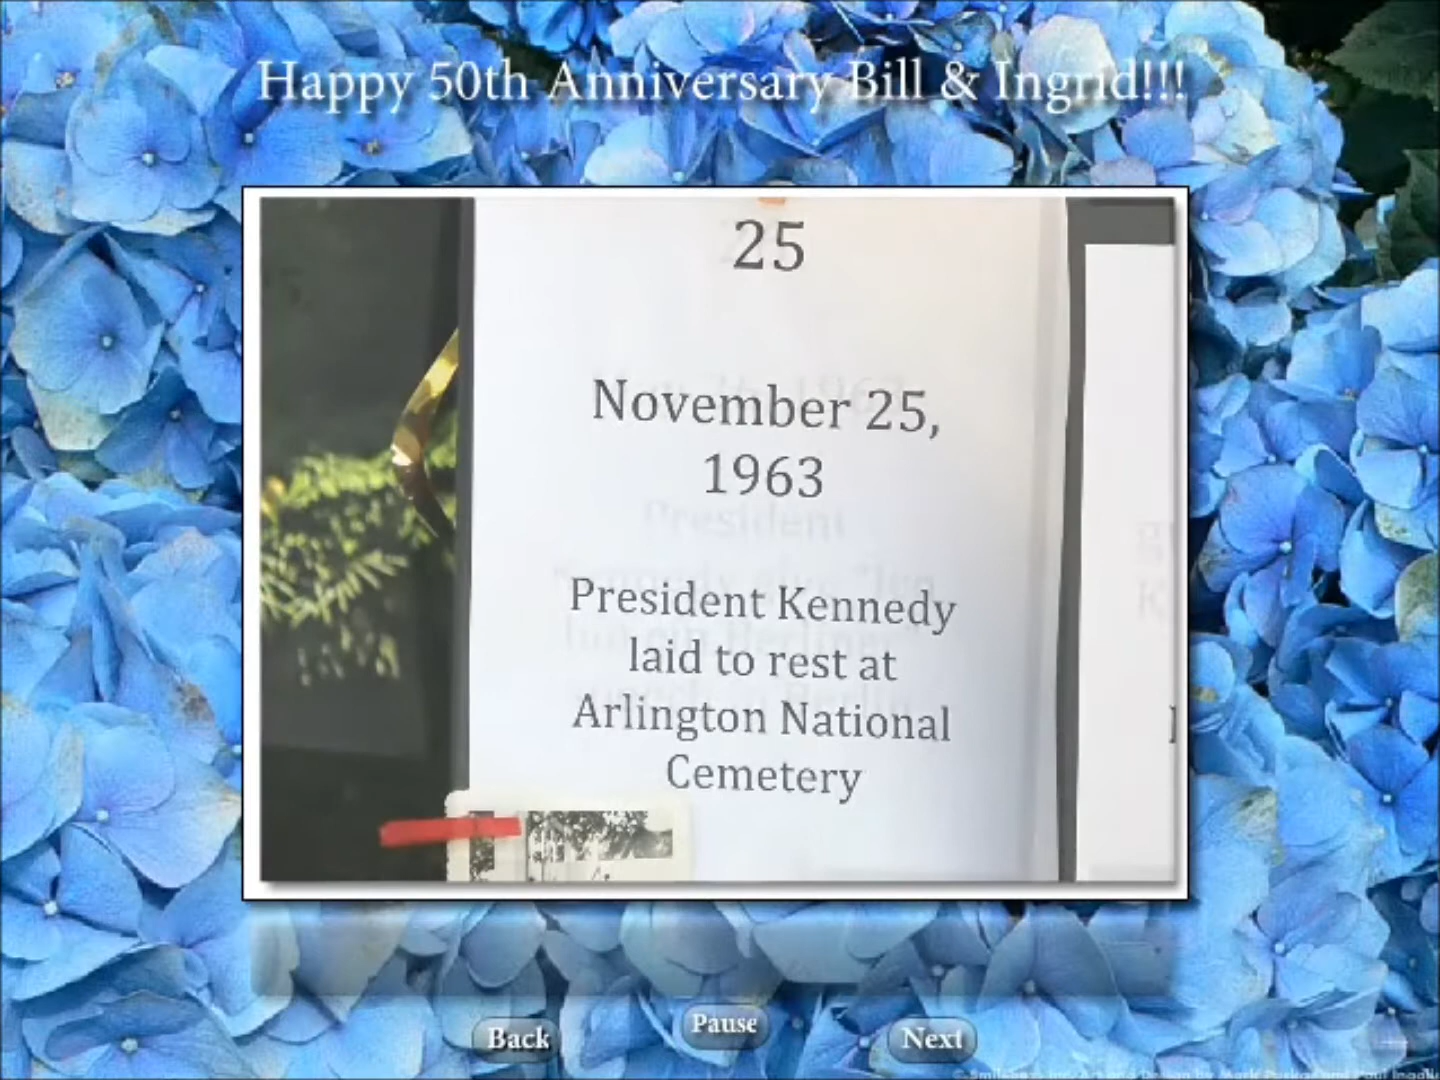 Happy 50th Anniversary Bill & Ingrid!!!
25
November 25,
1963
President Kennedy
laid to rest at
Arlington National
Cemetery
Back
Pause
Next